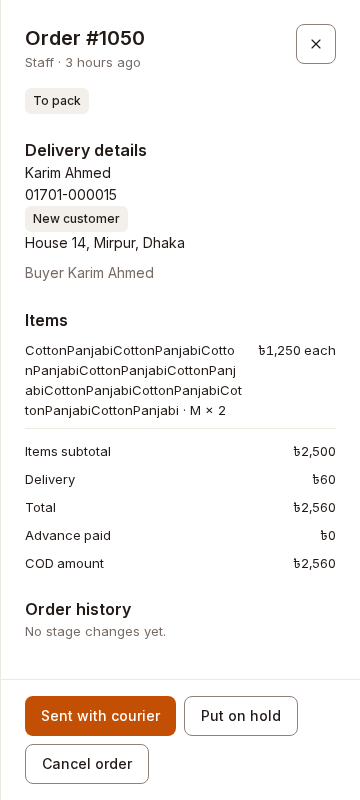 Order #1050
Staff · 3 hours ago
To pack
Delivery details
Karim Ahmed
01701-000015
New customer
House 14, Mirpur, Dhaka
Buyer Karim Ahmed
Items
CottonPanjabiCottonPanjabiCotto ৳1,250 each
nPanjabiCottonPanjabiCottonPanj
abiCottonPanjabiCottonPanjabiCot
tonPanjabiCottonPanjabi · M × 2
Items subtotal ৳2,500
Delivery ৳60
Total ৳2,560
Advance paid ৳0
COD amount ৳2,560
Order history
No stage changes yet.
Sent with courier Put on hold
Cancel order